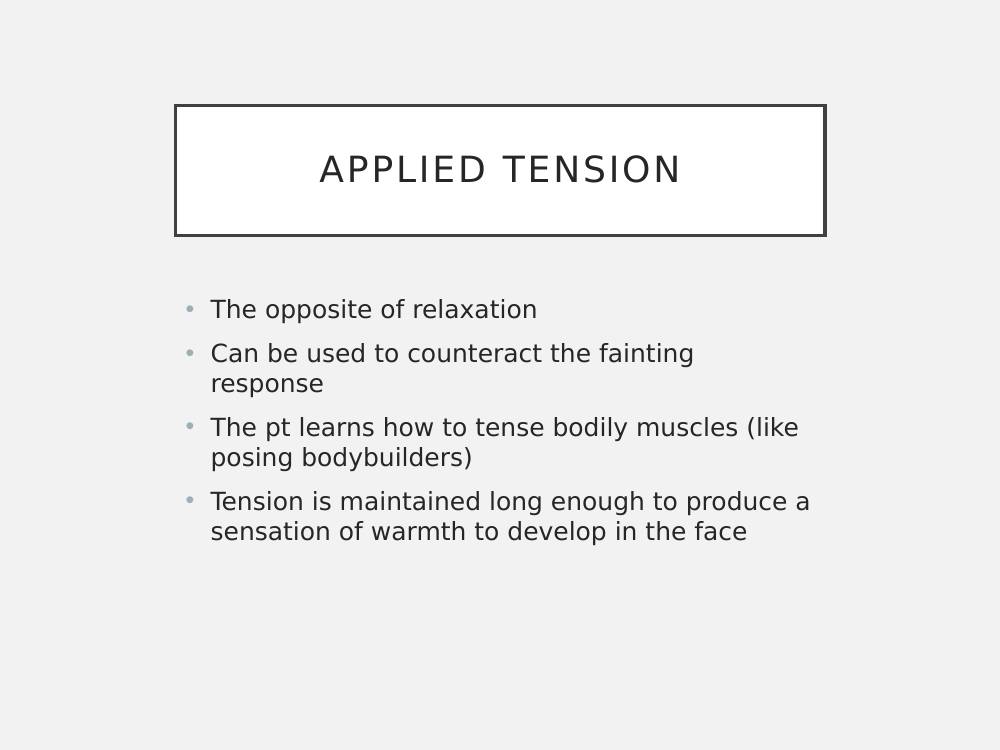 APPLIED TENSION
• The opposite of relaxation
• Can be used to counteract the fainting
response
• The pt learns how to tense bodily muscles (like
posing bodybuilders)
• Tension is maintained long enough to produce a
sensation of warmth to develop in the face